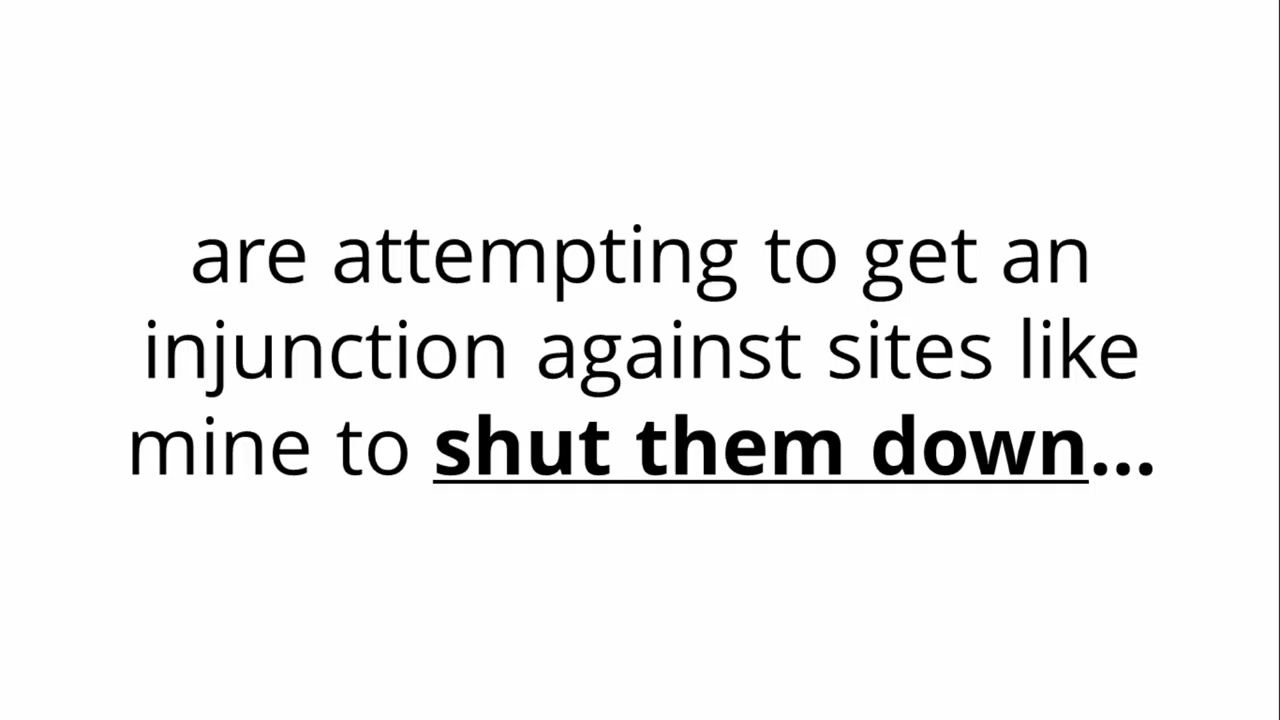 are attempting to get an
injunction against sites like
mine to shut them down...